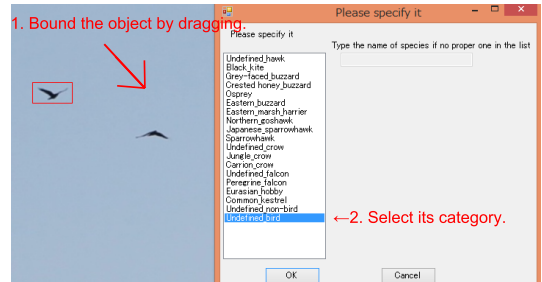 1. Bound the object by dragging.
Please specify it
Please specify it
Type the name of species if no proper one in the list
Undefined_hawk
Black_kite
Grey-faced_buzzard
Crested honey_buzzard
Osprey
Eastern_buzzard
Eastern_marsh_harrier
Northern_goshawk
Japanese_sparrowhawk
Sparrowhawk
Undefined_crow
Jungle_crow
Carrion_crow
Undefined_falcon
Peregrine_falcon
Eurasian_hobby
Common_kestrel
Undefined_non-bird
Undefined_bird
←2. Select its category.
OK
Cancel